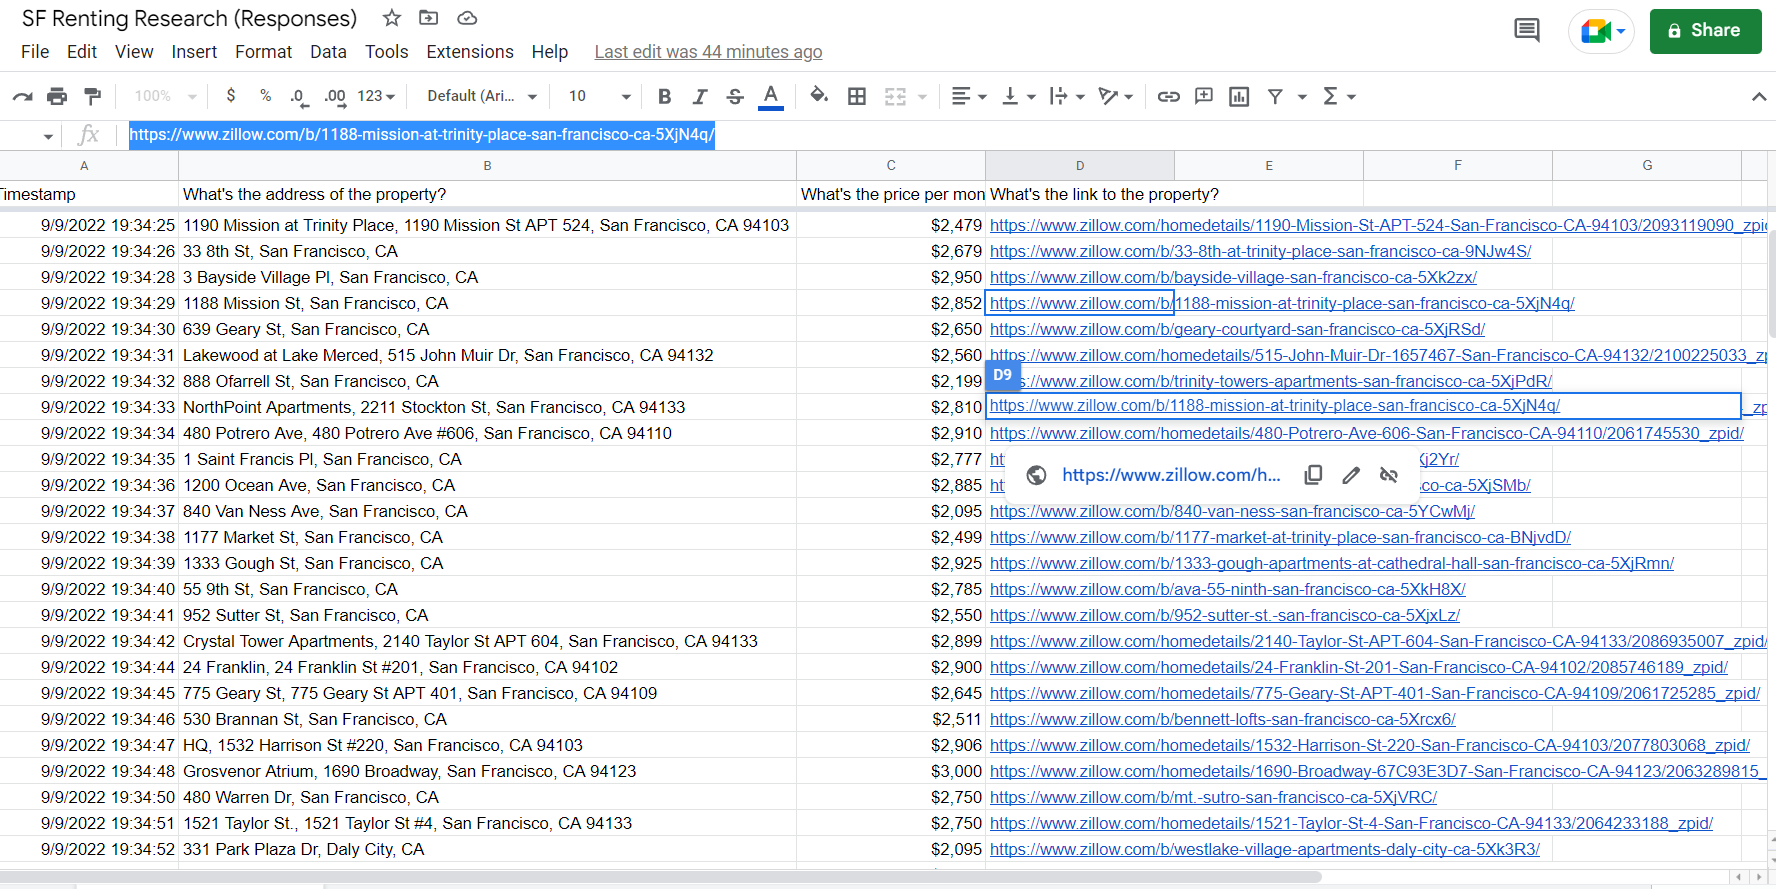 SF Renting Research (Responses)
File Edit View Insert Format Data Tools Extensions Help Last edit was 44 minutes ago
Share
100% $ % .0 .00 123 Default (Ari... 10 B I S A
fx https://www.zillow.com/b/1188-mission-at-trinity-place-san-francisco-ca-5XjN4q/
A B C D E F G
Timestamp What's the address of the property? What's the price per mon What's the link to the property?
9/9/2022 19:34:25 1190 Mission at Trinity Place, 1190 Mission St APT 524, San Francisco, CA 94103 $2,479 https://www.zillow.com/homedetails/1190-Mission-St-APT-524-San-Francisco-CA-94103/2093119090_zpid
9/9/2022 19:34:26 33 8th St, San Francisco, CA $2,679 https://www.zillow.com/b/33-8th-at-trinity-place-san-francisco-ca-9NJw4S/
9/9/2022 19:34:28 3 Bayside Village Pl, San Francisco, CA $2,950 https://www.zillow.com/b/bayside-village-san-francisco-ca-5Xk2zx/
9/9/2022 19:34:29 1188 Mission St, San Francisco, CA $2,852 https://www.zillow.com/b/1188-mission-at-trinity-place-san-francisco-ca-5XjN4q/
9/9/2022 19:34:30 639 Geary St, San Francisco, CA $2,650 https://www.zillow.com/b/geary-courtyard-san-francisco-ca-5XjRSd/
9/9/2022 19:34:31 Lakewood at Lake Merced, 515 John Muir Dr, San Francisco, CA 94132 $2,560 https://www.zillow.com/homedetails/515-John-Muir-Dr-1657467-San-Francisco-CA-94132/2100225033_zp
9/9/2022 19:34:32 888 Ofarrell St, San Francisco, CA $2,199 D9 s://www.zillow.com/b/trinity-towers-apartments-san-francisco-ca-5XjPdR/
9/9/2022 19:34:33 NorthPoint Apartments, 2211 Stockton St, San Francisco, CA 94133 $2,810 https://www.zillow.com/b/1188-mission-at-trinity-place-san-francisco-ca-5XjN4q/ _zp
9/9/2022 19:34:34 480 Potrero Ave, 480 Potrero Ave #606, San Francisco, CA 94110 $2,910 https://www.zillow.com/homedetails/480-Potrero-Ave-606-San-Francisco-CA-94110/2061745530_zpid/
9/9/2022 19:34:35 1 Saint Francis Pl, San Francisco, CA $2,777 ht Xj2Yr/
https://www.zillow.com/h...
9/9/2022 19:34:36 1200 Ocean Ave, San Francisco, CA $2,885 ht sco-ca-5XjSMb/
9/9/2022 19:34:37 840 Van Ness Ave, San Francisco, CA $2,095 https://www.zillow.com/b/840-van-ness-san-francisco-ca-5YCwMj/
9/9/2022 19:34:38 1177 Market St, San Francisco, CA $2,499 https://www.zillow.com/b/1177-market-at-trinity-place-san-francisco-ca-BNjvdD/
9/9/2022 19:34:39 1333 Gough St, San Francisco, CA $2,925 https://www.zillow.com/b/1333-gough-apartments-at-cathedral-hall-san-francisco-ca-5XjRmn/
9/9/2022 19:34:40 55 9th St, San Francisco, CA $2,785 https://www.zillow.com/b/ava-55-ninth-san-francisco-ca-5XkH8X/
9/9/2022 19:34:41 952 Sutter St, San Francisco, CA $2,550 https://www.zillow.com/b/952-sutter-st.-san-francisco-ca-5XjxLz/
9/9/2022 19:34:42 Crystal Tower Apartments, 2140 Taylor St APT 604, San Francisco, CA 94133 $2,899 https://www.zillow.com/homedetails/2140-Taylor-St-APT-604-San-Francisco-CA-94133/2086935007_zpid/
9/9/2022 19:34:44 24 Franklin, 24 Franklin St #201, San Francisco, CA 94102 $2,900 https://www.zillow.com/homedetails/24-Franklin-St-201-San-Francisco-CA-94102/2085746189_zpid/
9/9/2022 19:34:45 775 Geary St, 775 Geary St APT 401, San Francisco, CA 94109 $2,645 https://www.zillow.com/homedetails/775-Geary-St-APT-401-San-Francisco-CA-94109/2061725285_zpid/
9/9/2022 19:34:46 530 Brannan St, San Francisco, CA $2,511 https://www.zillow.com/b/bennett-lofts-san-francisco-ca-5Xrcx6/
9/9/2022 19:34:47 HQ, 1532 Harrison St #220, San Francisco, CA 94103 $2,906 https://www.zillow.com/homedetails/1532-Harrison-St-220-San-Francisco-CA-94103/2077803068_zpid/
9/9/2022 19:34:48 Grosvenor Atrium, 1690 Broadway, San Francisco, CA 94123 $3,000 https://www.zillow.com/homedetails/1690-Broadway-67C93E3D7-San-Francisco-CA-94123/2063289815_
9/9/2022 19:34:50 480 Warren Dr, San Francisco, CA $2,750 https://www.zillow.com/b/mt.-sutro-san-francisco-ca-5XjVRC/
9/9/2022 19:34:51 1521 Taylor St., 1521 Taylor St #4, San Francisco, CA 94133 $2,750 https://www.zillow.com/homedetails/1521-Taylor-St-4-San-Francisco-CA-94133/2064233188_zpid/
9/9/2022 19:34:52 331 Park Plaza Dr, Daly City, CA $2,095 https://www.zillow.com/b/westlake-village-apartments-daly-city-ca-5Xk3R3/